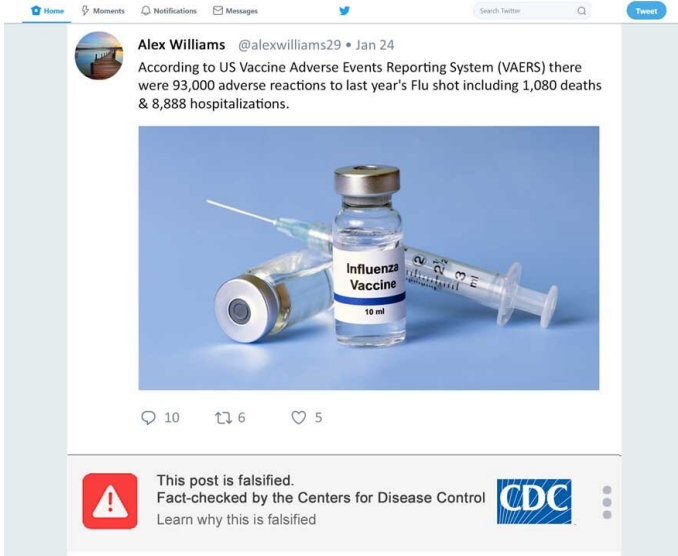 Home Moments Notifications Messages Search Twitter Tweet
Alex Williams @alexwilliams29 • Jan 24
According to US Vaccine Adverse Events Reporting System (VAERS) there
were 93,000 adverse reactions to last year's Flu shot including 1,080 deaths
& 8,888 hospitalizations.
Influenza
Vaccine
10 ml
10 6 5
This post is falsified.
Fact-checked by the Centers for Disease Control
CDC
Learn why this is falsified